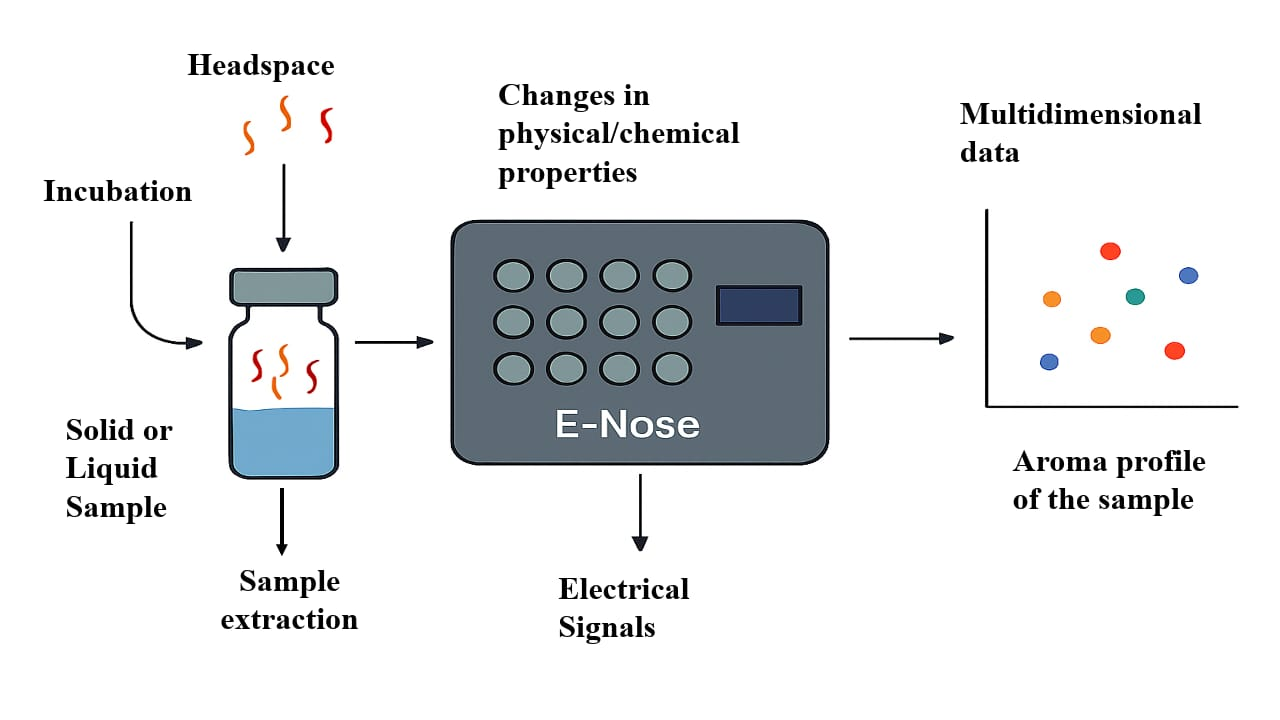 Headspace
Incubation
Solid or
Liquid
Sample
Sample
extraction
Changes in
physical/chemical
properties
E-Nose
Electrical
Signals
Multidimensional
data
Aroma profile
of the sample